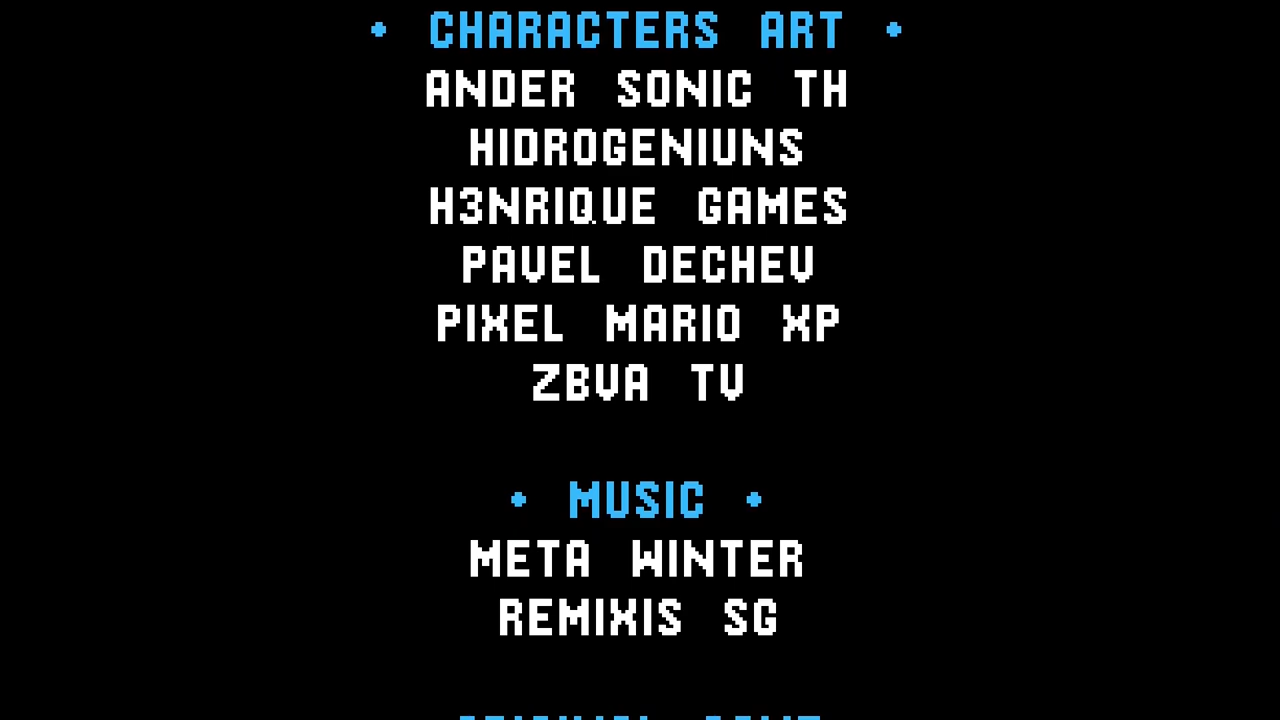 • CHARACTERS ART •
ANDER SONIC TH
HIDROGENIUNS
H3NRIQUE GAMES
PAVEL DECHEV
PIXEL MARIO XP
ZBVA TV
• MUSIC •
META WINTER
REMIXIS SG